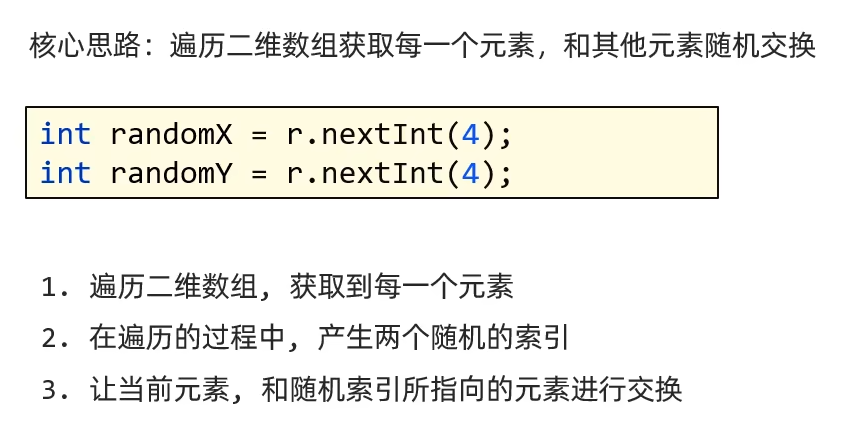 核心思路：遍历二维数组获取每一个元素，和其他元素随机交换
int randomX = r.nextInt(4);
int randomY = r.nextInt(4);
1. 遍历二维数组, 获取到每一个元素
2. 在遍历的过程中, 产生两个随机的索引
3. 让当前元素, 和随机索引所指向的元素进行交换